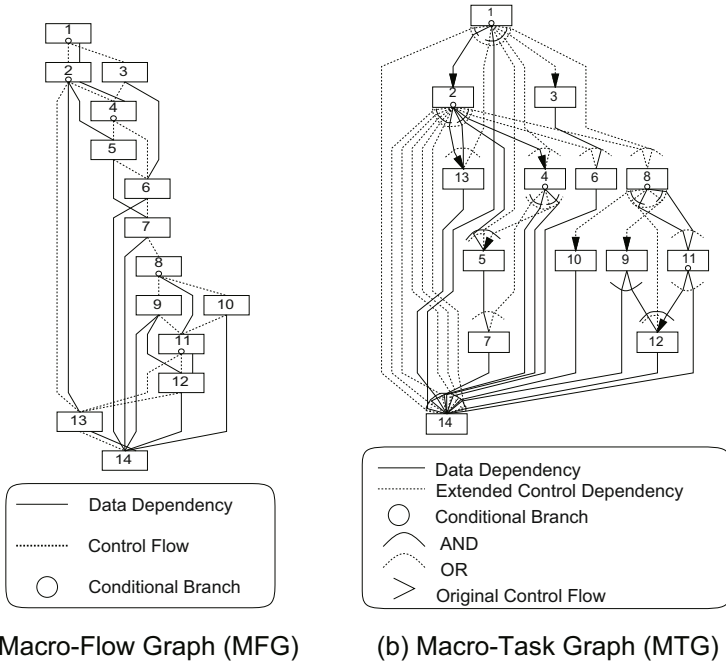 1
2
3
4
5
6
7
8
9
10
11
12
13
14
Data Dependency
Control Flow
Conditional Branch
Macro-Flow Graph (MFG)
1
2
3
13
4
6
8
5
10
9
11
7
12
14
Data Dependency
Extended Control Dependency
Conditional Branch
AND
OR
Original Control Flow
(b) Macro-Task Graph (MTG)